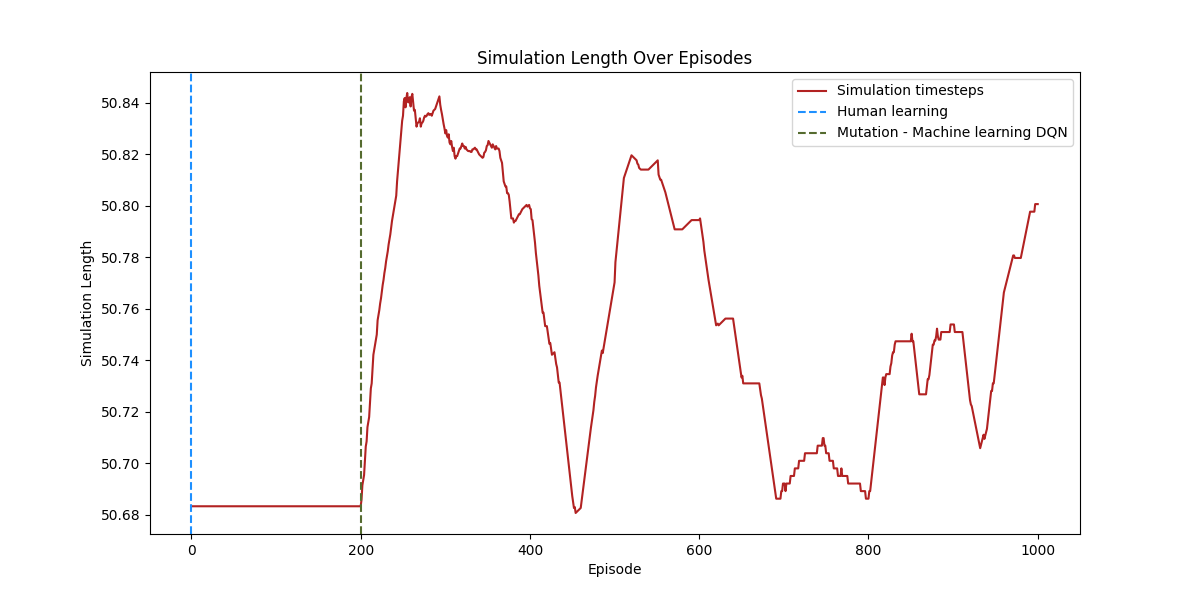 Simulation Length Over Episodes
Simulation timesteps
Human learning
Mutation - Machine learning DQN
Simulation Length
50.84
50.82
50.80
50.78
50.76
50.74
50.72
50.70
50.68
0 200 400 600 800 1000
Episode